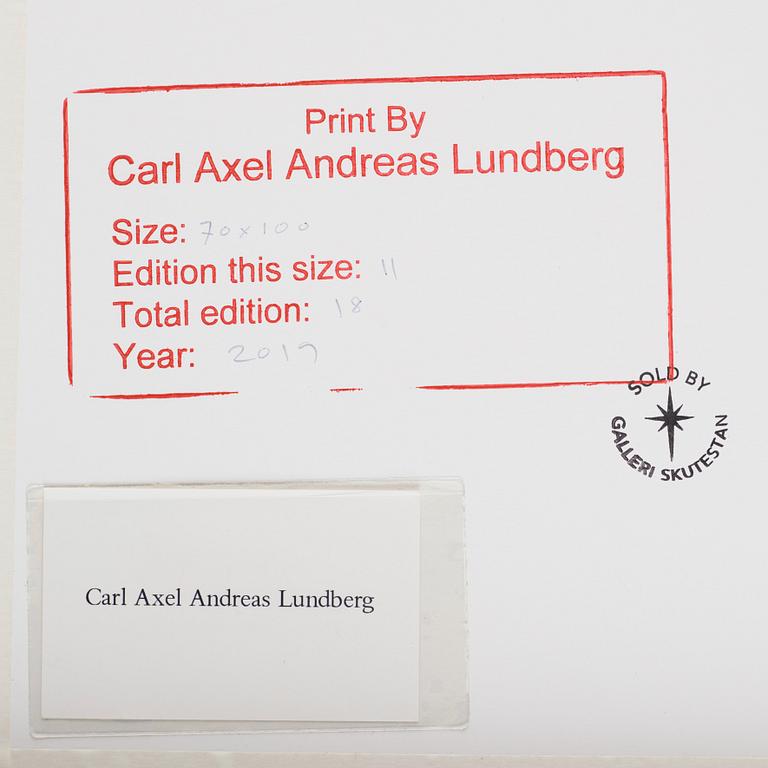 Print By
Carl Axel Andreas Lundberg
Size: 70x100
Edition this size: 11
Total edition: 18
Year: 2019
SOLD BY
GALLERI SKUTESTAN
Carl Axel Andreas Lundberg